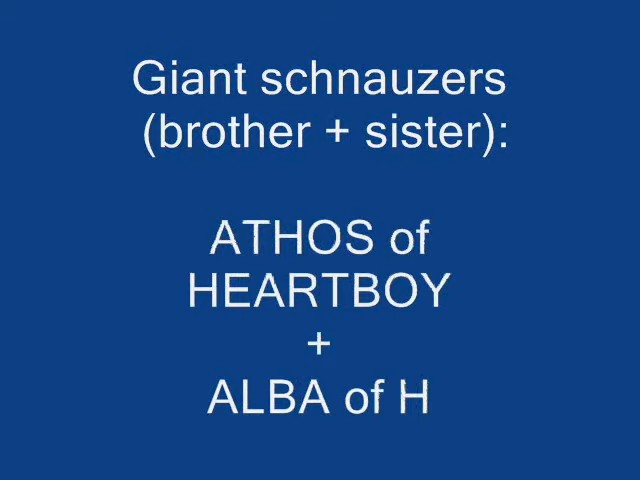 Giant schnauzers
(brother + sister):
ATHOS of
HEARTBOY
+
ALBA of H